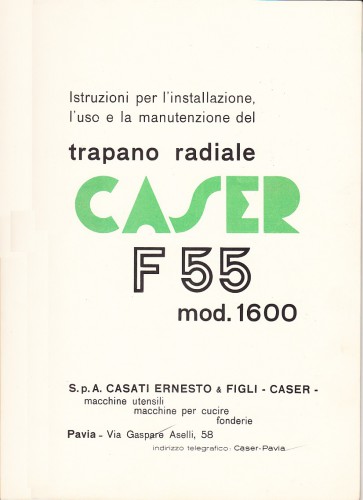 Istruzioni per l'installazione,
l'uso e la manutenzione del
trapano radiale
CASER
F 55
mod. 1600
S.p.A. CASATI ERNESTO & FIGLI - CASER -
macchine utensili
macchine per cucire
fonderie
Pavia - Via Gaspare Aselli, 58
indirizzo telegrafico: Caser-Pavia